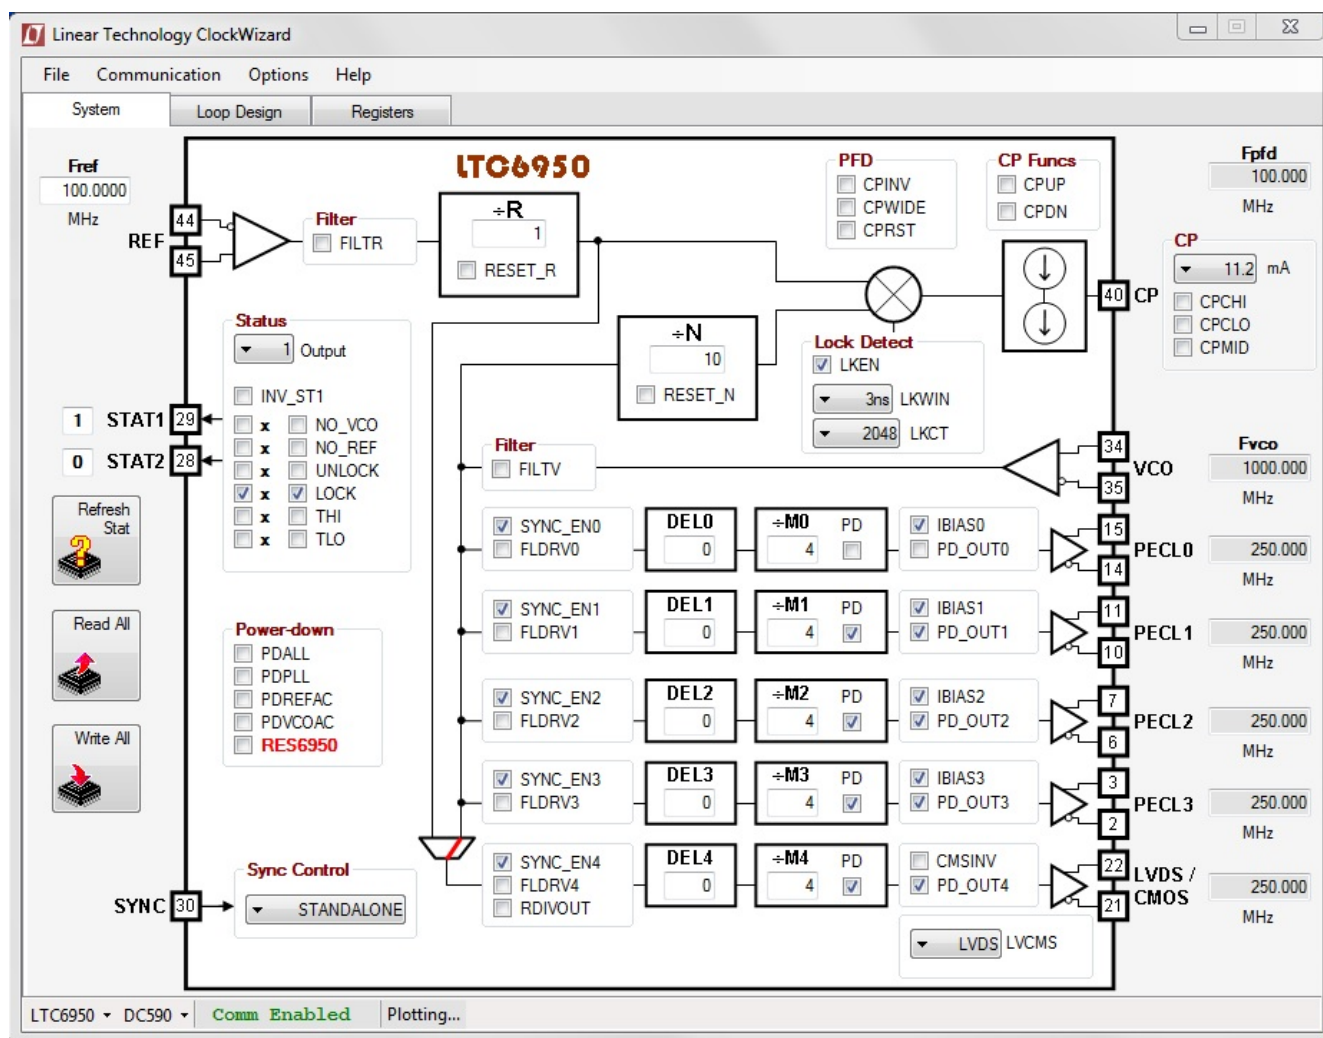 Linear Technology ClockWizard
File Communication Options Help
System Loop Design Registers
LTC6950
Fref
100.0000
MHz
REF
44
45
Filter
FILTR
÷R
1
RESET_R
PFD
CPINV
CPWIDE
CPRST
CP Funcs
CPUP
CPDN
Fpfd
100.000
MHz
40 CP
CP
11.2 mA
CPCHI
CPCLO
CPMID
÷N
10
RESET_N
Lock Detect
LKEN
3ns LKWIN
2048 LKCT
Status
1 Output
INV_ST1
x NO_VCO
x NO_REF
x UNLOCK
x LOCK
x THI
x TLO
1 STAT1 29
0 STAT2 28
Refresh
Stat
Read All
Write All
Power-down
PDALL
PDPLL
PDREFAC
PDVCOAC
RES6950
Sync Control
SYNC 30 STANDALONE
Filter
FILTV
34
35
VCO
Fvco
1000.000
MHz
SYNC_EN0
FLDRV0
DEL0
0
÷M0 PD
4
IBIAS0
PD_OUT0
15
14
PECL0
250.000
MHz
SYNC_EN1
FLDRV1
DEL1
0
÷M1 PD
4
IBIAS1
PD_OUT1
11
10
PECL1
250.000
MHz
SYNC_EN2
FLDRV2
DEL2
0
÷M2 PD
4
IBIAS2
PD_OUT2
7
6
PECL2
250.000
MHz
SYNC_EN3
FLDRV3
DEL3
0
÷M3 PD
4
IBIAS3
PD_OUT3
3
2
PECL3
250.000
MHz
SYNC_EN4
FLDRV4
RDIVOUT
DEL4
0
÷M4 PD
4
CMSINV
PD_OUT4
22
21
LVDS /
CMOS
250.000
MHz
LVDS LVCMS
LTC6950 DC590 Comm Enabled Plotting...